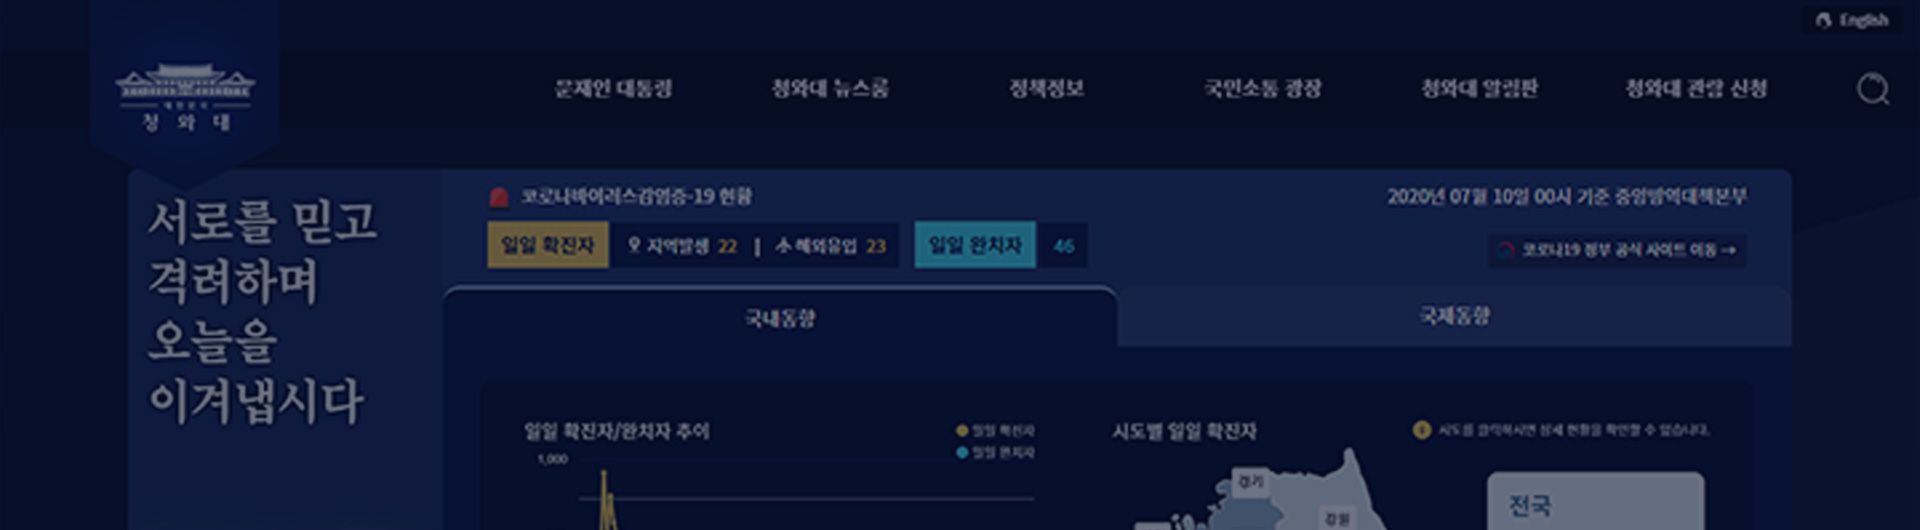 English
대한민국
청와대
문재인 대통령
청와대 뉴스룸
정책정보
국민소통 광장
청와대 알림판
청와대 관람 신청
서로를 믿고
격려하며
오늘을
이겨냅시다
코로나바이러스감염증-19 현황
2020년 07월 10일 00시 기준 중앙방역대책본부
일일 확진자 지역발생 22 | 해외유입 23
일일 완치자 46
코로나19 정부 공식 사이트 이동→
국내동향
국제동향
일일 확진자/완치자 추이
일일 확진자
일일 완치자
1,000
시도별 일일 확진자
시도를 클릭하시면 상세 현황을 확인할 수 있습니다.
경기
강원
전국